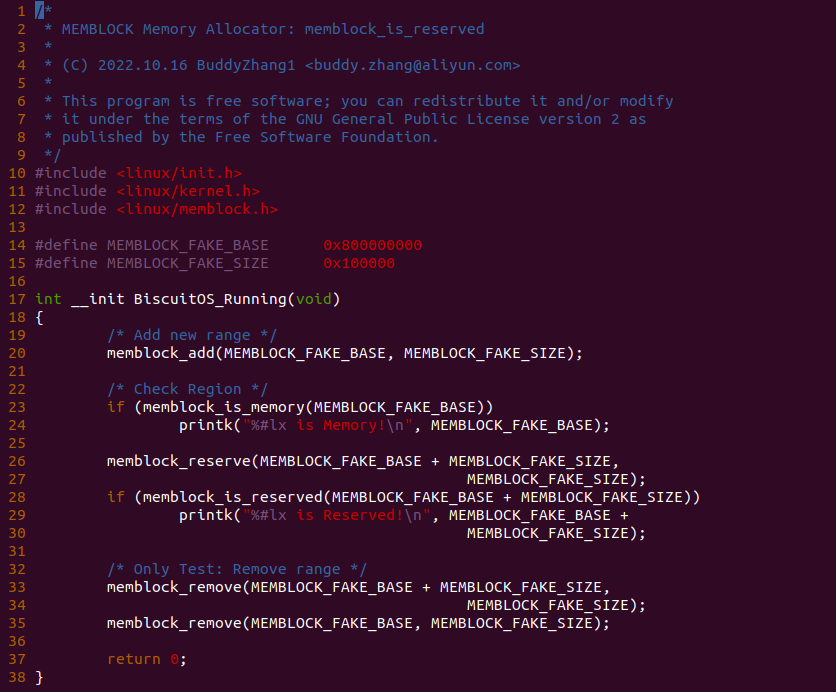 1 /*
2  * MEMBLOCK Memory Allocator: memblock_is_reserved
3  *
4  * (C) 2022.10.16 BuddyZhang1 <buddy.zhang@aliyun.com>
5  *
6  * This program is free software; you can redistribute it and/or modify
7  * it under the terms of the GNU General Public License version 2 as
8  * published by the Free Software Foundation.
9  */
10 #include <linux/init.h>
11 #include <linux/kernel.h>
12 #include <linux/memblock.h>
13
14 #define MEMBLOCK_FAKE_BASE      0x800000000
15 #define MEMBLOCK_FAKE_SIZE      0x100000
16
17 int __init BiscuitOS_Running(void)
18 {
19         /* Add new range */
20         memblock_add(MEMBLOCK_FAKE_BASE, MEMBLOCK_FAKE_SIZE);
21
22         /* Check Region */
23         if (memblock_is_memory(MEMBLOCK_FAKE_BASE))
24                 printk("%#lx is Memory!\n", MEMBLOCK_FAKE_BASE);
25
26         memblock_reserve(MEMBLOCK_FAKE_BASE + MEMBLOCK_FAKE_SIZE,
27                                                 MEMBLOCK_FAKE_SIZE);
28         if (memblock_is_reserved(MEMBLOCK_FAKE_BASE + MEMBLOCK_FAKE_SIZE))
29                 printk("%#lx is Reserved!\n", MEMBLOCK_FAKE_BASE +
30                                                 MEMBLOCK_FAKE_SIZE);
31
32         /* Only Test: Remove range */
33         memblock_remove(MEMBLOCK_FAKE_BASE + MEMBLOCK_FAKE_SIZE,
34                                                 MEMBLOCK_FAKE_SIZE);
35         memblock_remove(MEMBLOCK_FAKE_BASE, MEMBLOCK_FAKE_SIZE);
36
37         return 0;
38 }